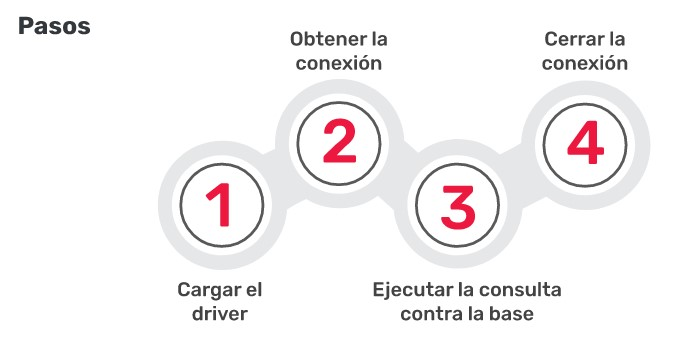 Pasos
1
Cargar el
driver
2
Obtener la
conexión
3
Ejecutar la consulta
contra la base
4
Cerrar la
conexión